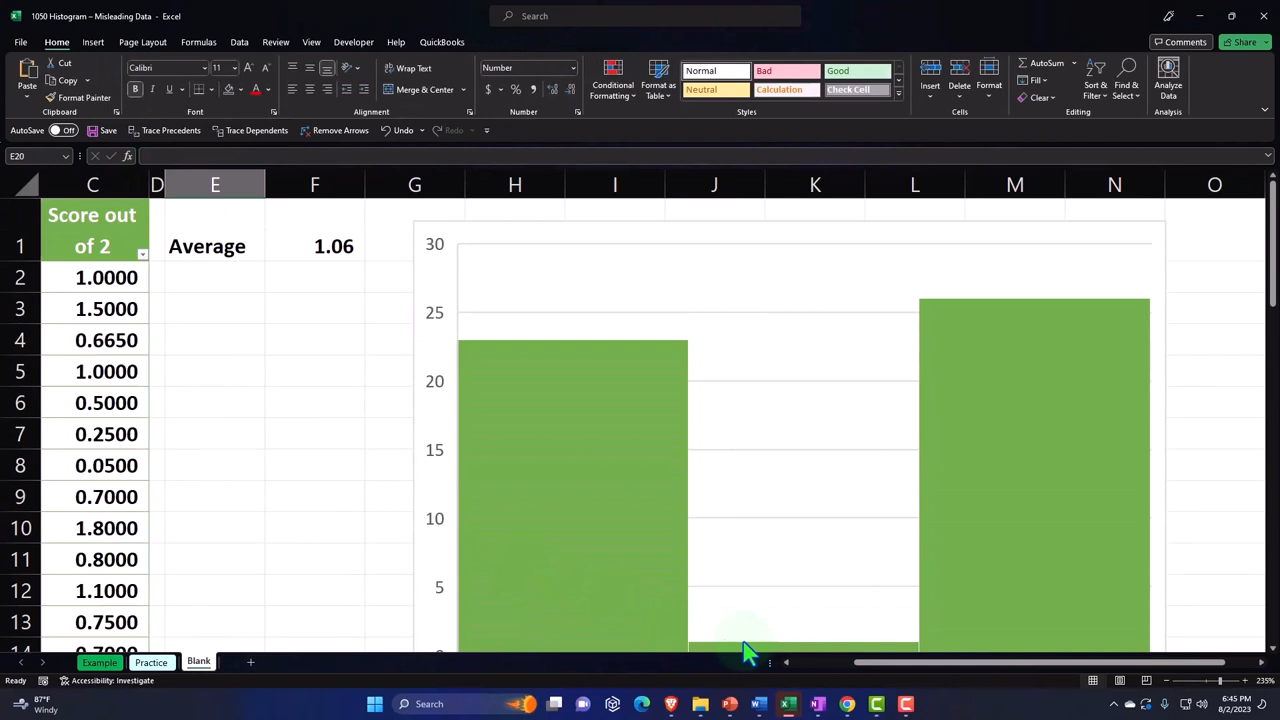 1050 Histogram – Misleading Data - Excel
Search
File Home Insert Page Layout Formulas Data Review View Developer Help QuickBooks
Comments Share
Paste
Cut
Copy
Format Painter
Clipboard
Calibri 11
B I U
Font
Wrap Text
Merge & Center
Alignment
Number
$ % ,
Number
Conditional Formatting
Format as Table
Normal Bad Good
Neutral Calculation Check Cell
Styles
Insert Delete Format
Cells
AutoSum
Fill
Clear
Sort & Filter
Find & Select
Editing
Analyze Data
Analysis
AutoSave Off Save Trace Precedents Trace Dependents Remove Arrows Undo Redo
E20
fx
C D E F G H I J K L M N O
1 Score out of 2 Average 1.06
2 1.0000
3 1.5000
4 0.6650
5 1.0000
6 0.5000
7 0.2500
8 0.0500
9 0.7000
10 1.8000
11 0.8000
12 1.1000
13 0.7500
14 0.7000
30
25
20
15
10
5
0
Example Practice Blank
Ready Accessibility: Investigate
235%
87°F
Windy
Search
6:45 PM
8/2/2023